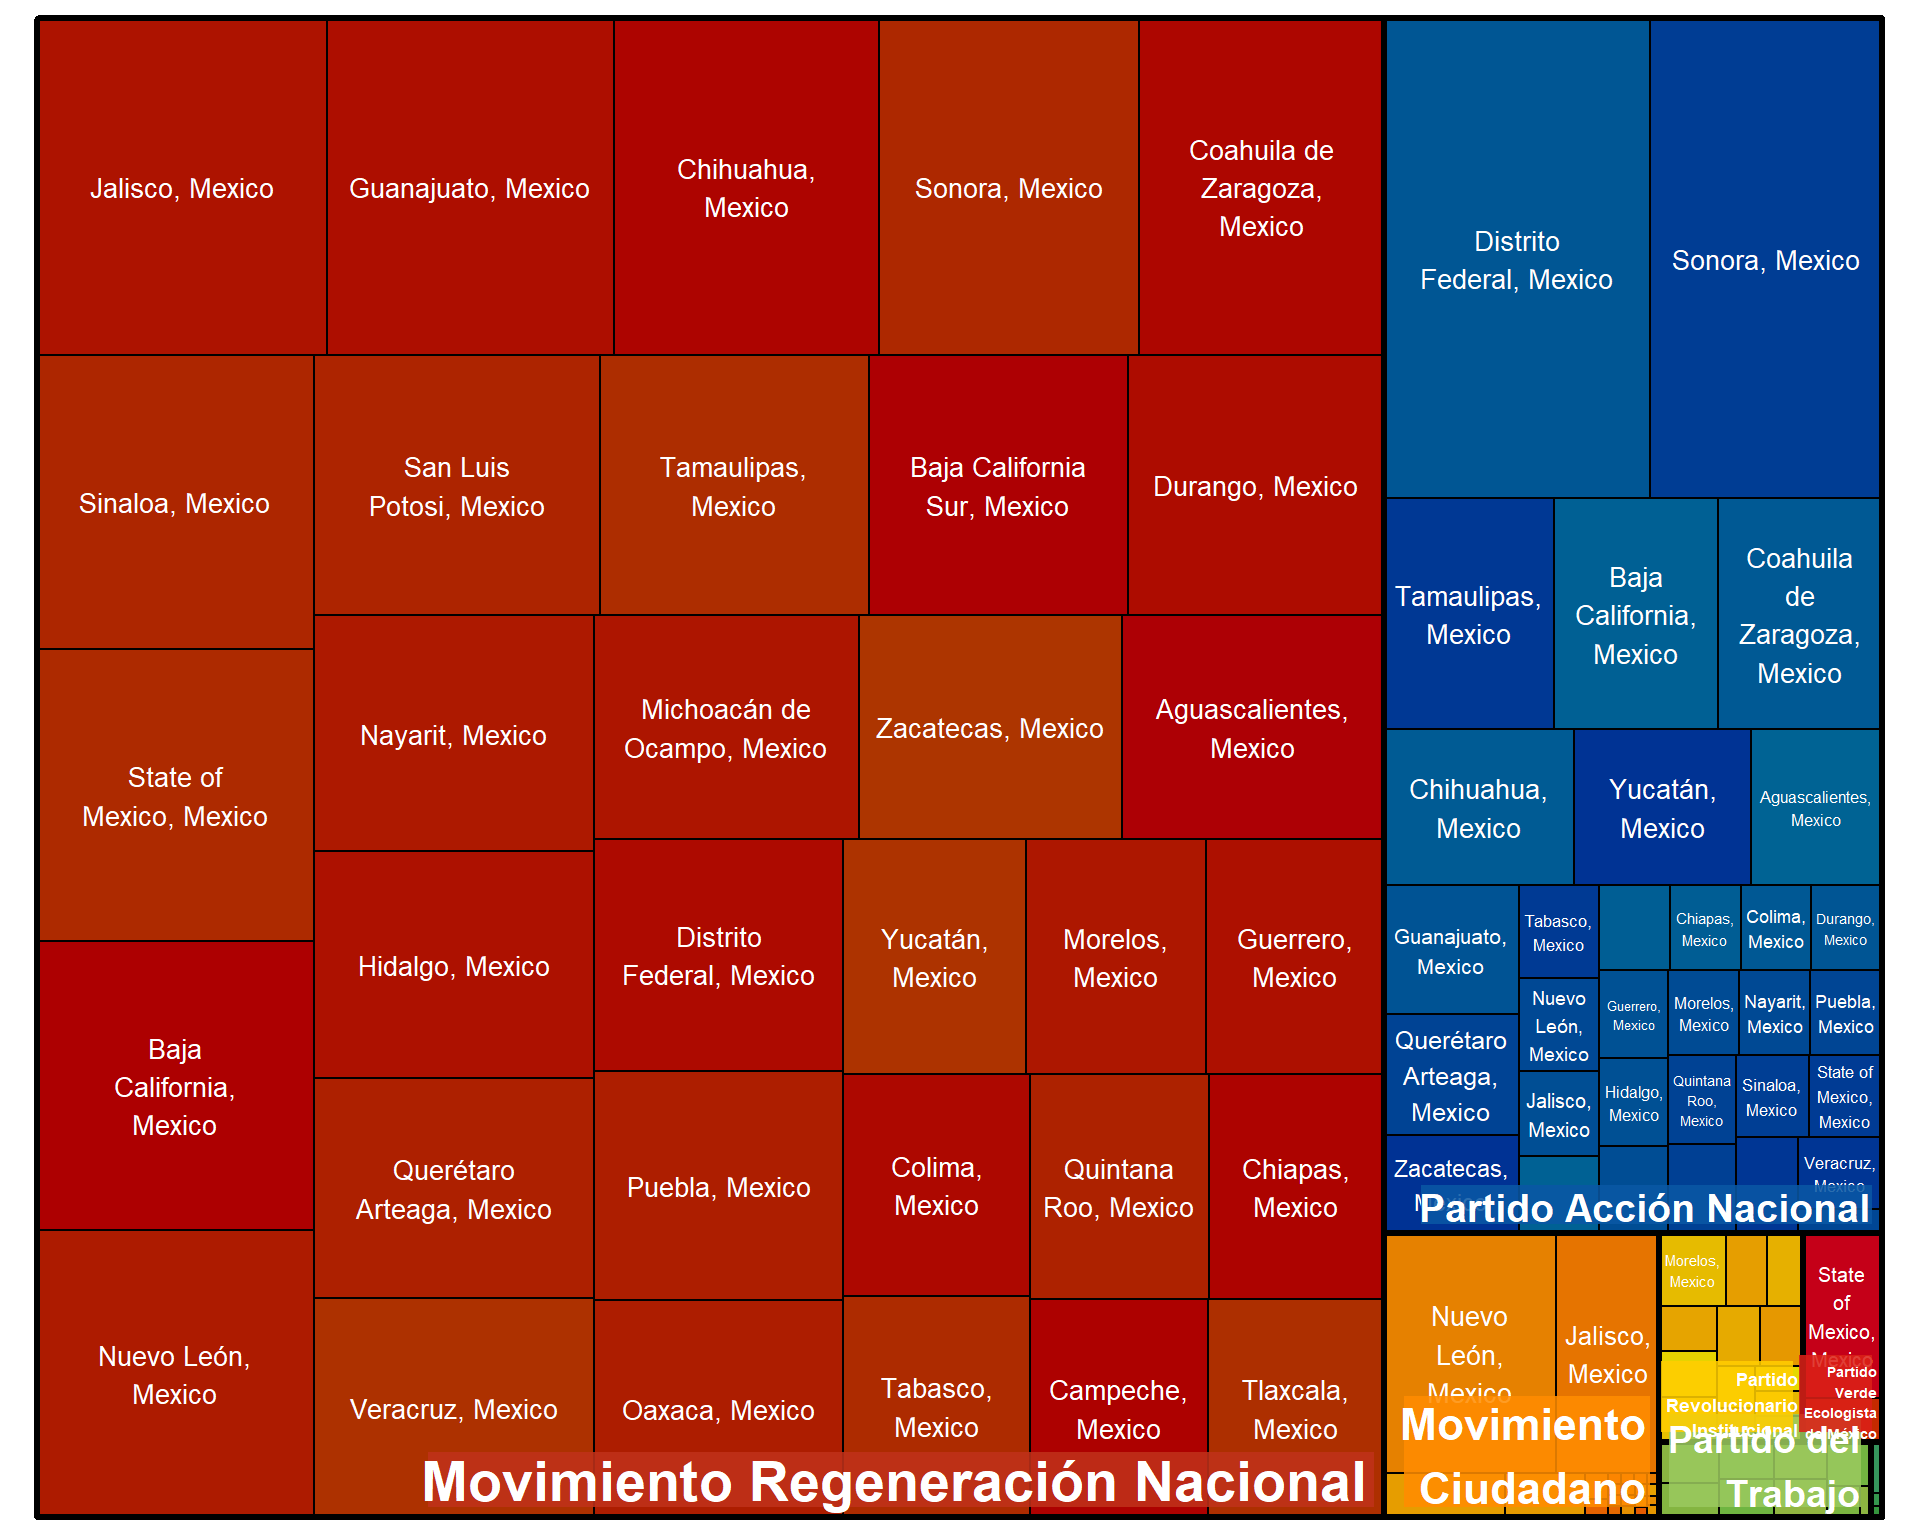 Jalisco, Mexico
Guanajuato, Mexico
Chihuahua,
Mexico
Sonora, Mexico
Coahuila de
Zaragoza,
Mexico
Sinaloa, Mexico
San Luis
Potosi, Mexico
Tamaulipas,
Mexico
Baja California
Sur, Mexico
Durango, Mexico
State of
Mexico, Mexico
Nayarit, Mexico
Michoacán de
Ocampo, Mexico
Zacatecas, Mexico
Aguascalientes,
Mexico
Baja
California,
Mexico
Hidalgo, Mexico
Distrito
Federal, Mexico
Yucatán,
Mexico
Morelos,
Mexico
Guerrero,
Mexico
Nuevo León,
Mexico
Querétaro
Arteaga, Mexico
Puebla, Mexico
Colima,
Mexico
Quintana
Roo, Mexico
Chiapas,
Mexico
Veracruz, Mexico
Oaxaca, Mexico
Tabasco,
Mexico
Campeche,
Mexico
Tlaxcala,
Mexico
Movimiento Regeneración Nacional
Distrito
Federal, Mexico
Sonora, Mexico
Tamaulipas,
Mexico
Baja
California,
Mexico
Coahuila
de
Zaragoza,
Mexico
Chihuahua,
Mexico
Yucatán,
Mexico
Aguascalientes,
Mexico
Guanajuato,
Mexico
Tabasco,
Mexico
Chiapas,
Mexico
Colima,
Mexico
Durango,
Mexico
Querétaro
Arteaga,
Mexico
Nuevo
León,
Mexico
Guerrero,
Mexico
Morelos,
Mexico
Nayarit,
Mexico
Puebla,
Mexico
Zacatecas,
Mexico
Jalisco,
Mexico
Hidalgo,
Mexico
Quintana
Roo,
Mexico
Sinaloa,
Mexico
State of
Mexico,
Mexico
Veracruz,
Mexico
Partido Acción Nacional
Nuevo
León,
Mexico
Jalisco,
Mexico
Movimiento
Ciudadano
Morelos,
Mexico
Partido
Revolucionario
Institucional
State
of
Mexico,
Mexico
Partido
Verde
Ecologista
de México
Partido del
Trabajo